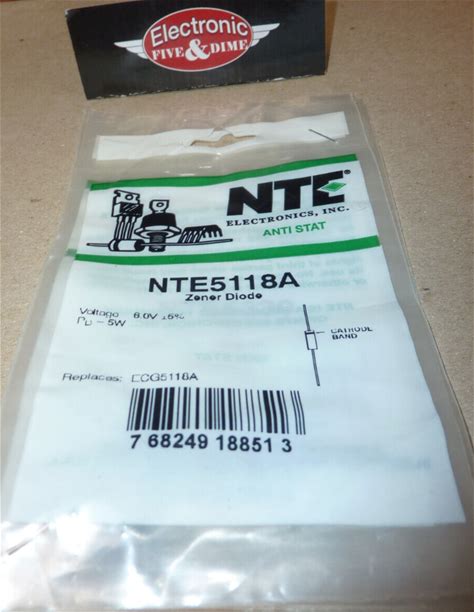 Electronic
FIVE & DIME
NTE®
ELECTRONICS, INC.
ANTI STAT
NTE5118A
Zener Diode
Voltage 6.0V ±5%
PD - 5W
CATHODE
BAND
Replaces: ECG5118A
7 68249 18851 3